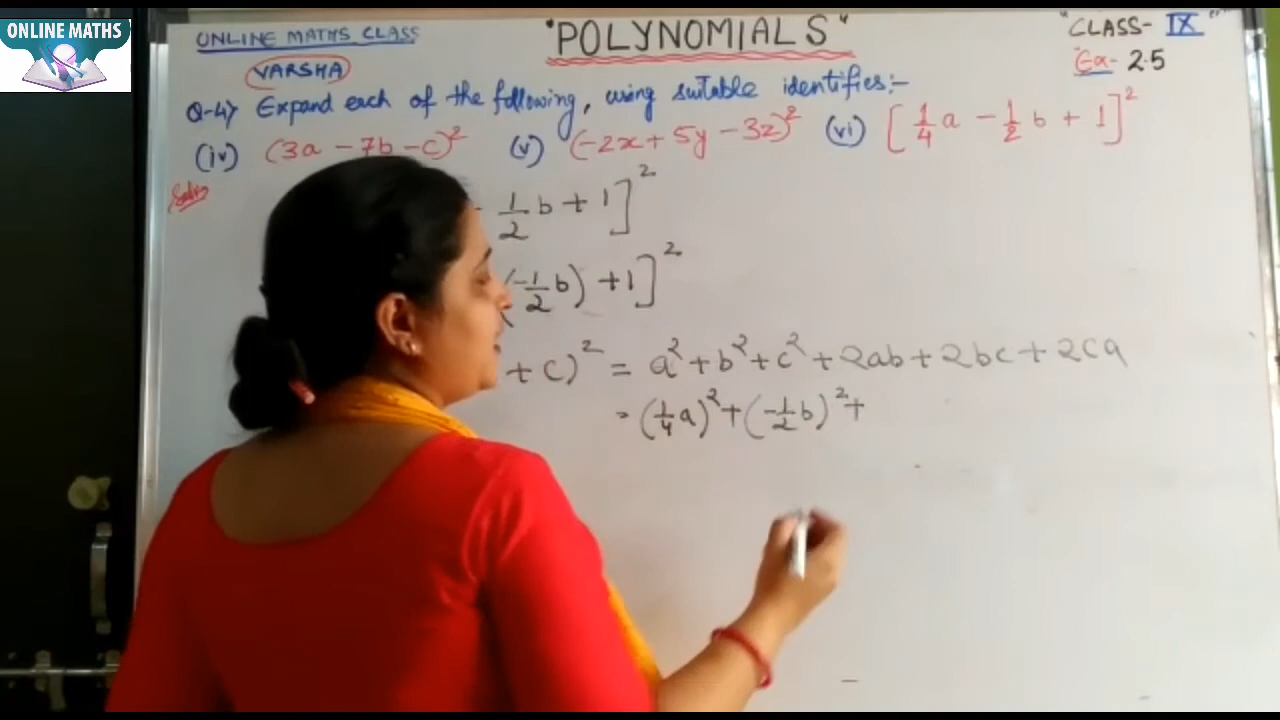 ONLINE MATHS
ONLINE MATHS CLASS
"POLYNOMIALS"
"CLASS- IX"
VARSHA
Ex- 2.5
Q-4) Expand each of the following, using suitable identifies:-
(iv) (3a - 7b - c)² (v) (-2x + 5y - 3z)² (vi) [1/4 a - 1/2 b + 1]²
Soln
- 1/2 b + 1]²
(-1/2 b) + 1]²
+ c)² = a² + b² + c² + 2ab + 2bc + 2ca
= (1/4 a)² + (-1/2 b)² +